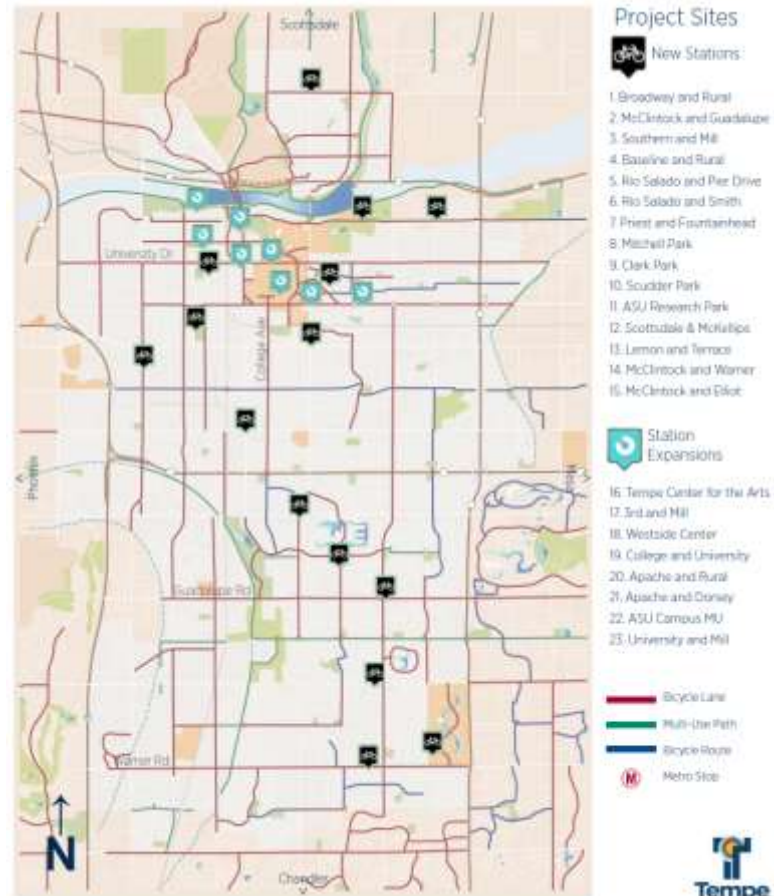 Scottsdale
University Dr
College Ave
Phoenix
Mesa
Guadalupe Rd
Warner Rd
N
Chandler
Project Sites
New Stations
1. Broadway and Rural
2. McClintock and Guadalupe
3. Southern and Mill
4. Baseline and Rural
5. Rio Salado and Pier Drive
6. Rio Salado and Smith
7. Priest and Fountainhead
8. Mitchell Park
9. Clark Park
10. Scudder Park
11. ASU Research Park
12. Scottsdale & McKellips
13. Lemon and Terrace
14. McClintock and Warner
15. McClintock and Elliot
Station
Expansions
16. Tempe Center for the Arts
17. 3rd and Mill
18. Westside Center
19. College and University
20. Apache and Rural
21. Apache and Dorsey
22. ASU Campus MU
23. University and Mill
Bicycle Lane
Multi-Use Path
Bicycle Route
M Metro Stop
Tempe